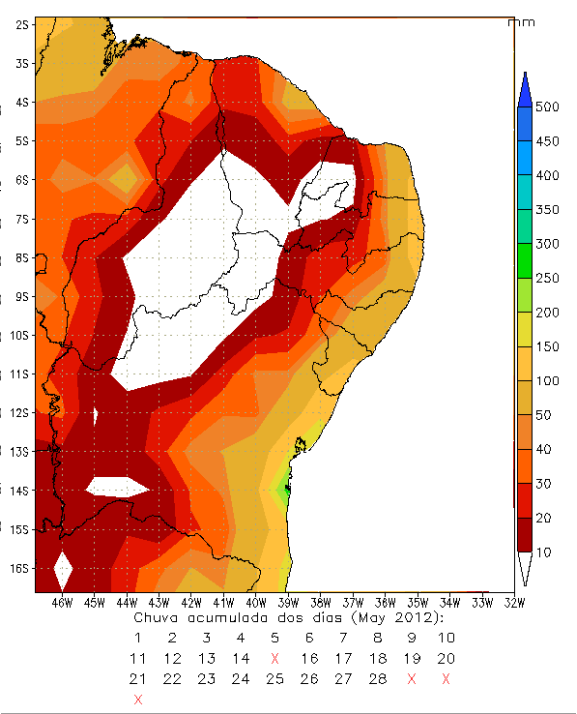 mm
2S
3S
4S
5S
6S
7S
8S
9S
10S
11S
12S
13S
14S
15S
16S
500
450
400
350
300
250
200
150
100
50
40
30
20
10
46W 45W 44W 43W 42W 41W 40W 39W 38W 37W 36W 35W 34W 33W 32W
Chuva acumulada dos dias (May 2012):
1 2 3 4 5 6 7 8 9 10
11 12 13 14 X 16 17 18 19 20
21 22 23 24 25 26 27 28 X X
X